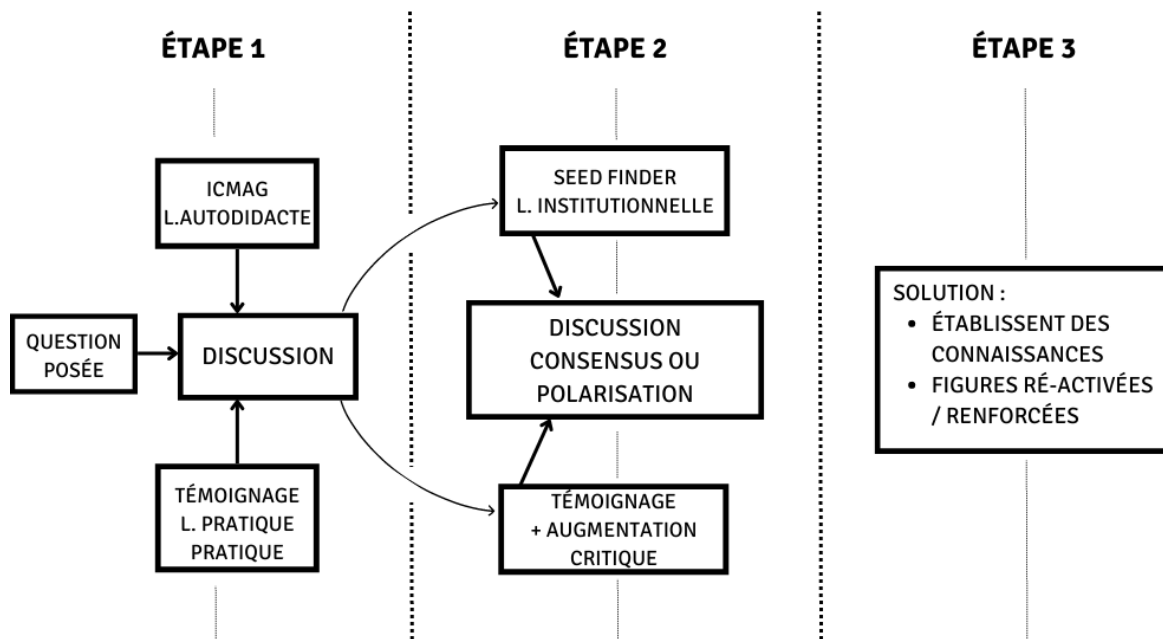 ÉTAPE 1
ICMAG
L.AUTODIDACTE
QUESTION
POSÉE
DISCUSSION
TÉMOIGNAGE
L. PRATIQUE
PRATIQUE
ÉTAPE 2
SEED FINDER
L. INSTITUTIONNELLE
DISCUSSION
CONSENSUS OU
POLARISATION
TÉMOIGNAGE
+ AUGMENTATION
CRITIQUE
ÉTAPE 3
SOLUTION :
• ÉTABLISSENT DES
CONNAISSANCES
• FIGURES RÉ-ACTIVÉES
/ RENFORCÉES